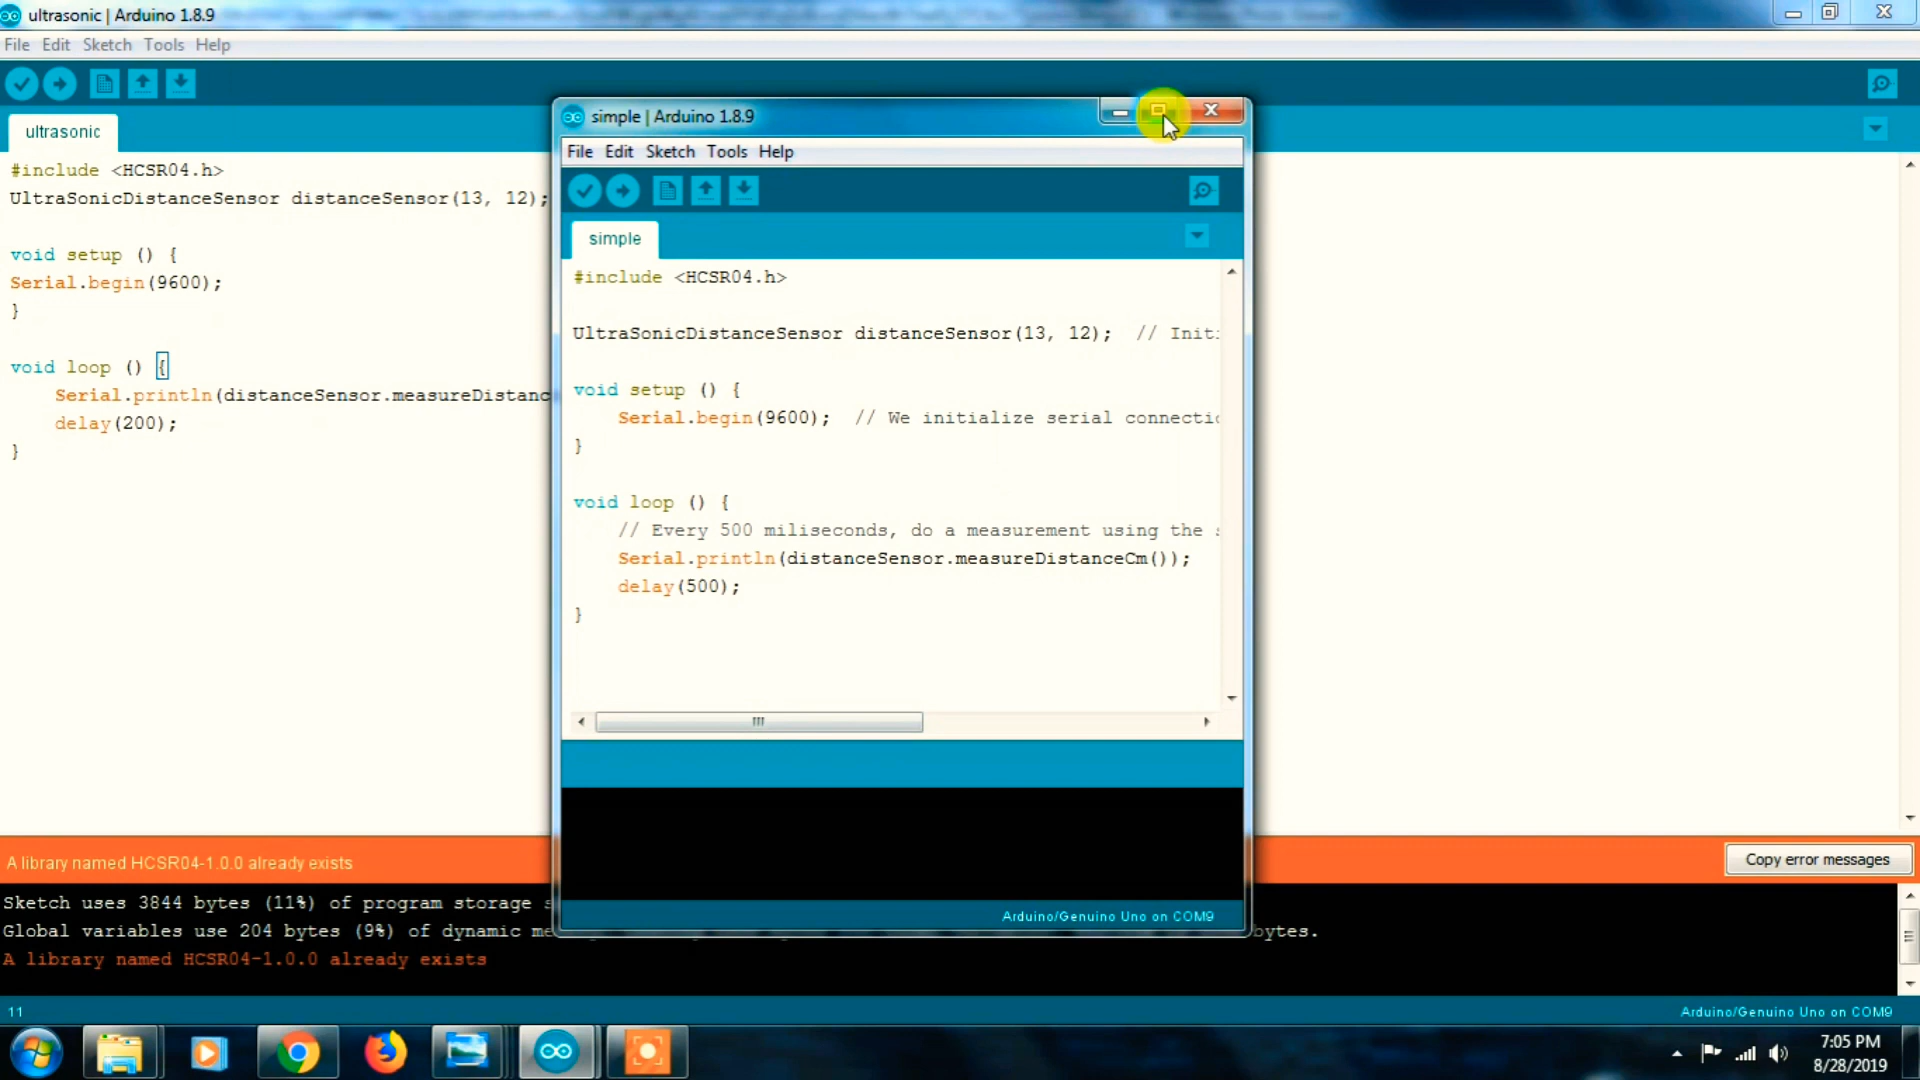 ultrasonic | Arduino 1.8.9
File Edit Sketch Tools Help
ultrasonic
#include <HCSR04.h>
UltraSonicDistanceSensor distanceSensor(13, 12);
void setup () {
Serial.begin(9600);
}
void loop () {
Serial.println(distanceSensor.measureDistanc
delay(200);
}
simple | Arduino 1.8.9
File Edit Sketch Tools Help
simple
#include <HCSR04.h>
UltraSonicDistanceSensor distanceSensor(13, 12); // Initi
void setup () {
Serial.begin(9600); // We initialize serial connectio
}
void loop () {
// Every 500 miliseconds, do a measurement using the s
Serial.println(distanceSensor.measureDistanceCm());
delay(500);
}
Arduino/Genuino Uno on COM9
A library named HCSR04-1.0.0 already exists
Copy error messages
Sketch uses 3844 bytes (11%) of program storage s
Global variables use 204 bytes (9%) of dynamic me
bytes.
A library named HCSR04-1.0.0 already exists
11
Arduino/Genuino Uno on COM9
7:05 PM
8/28/2019